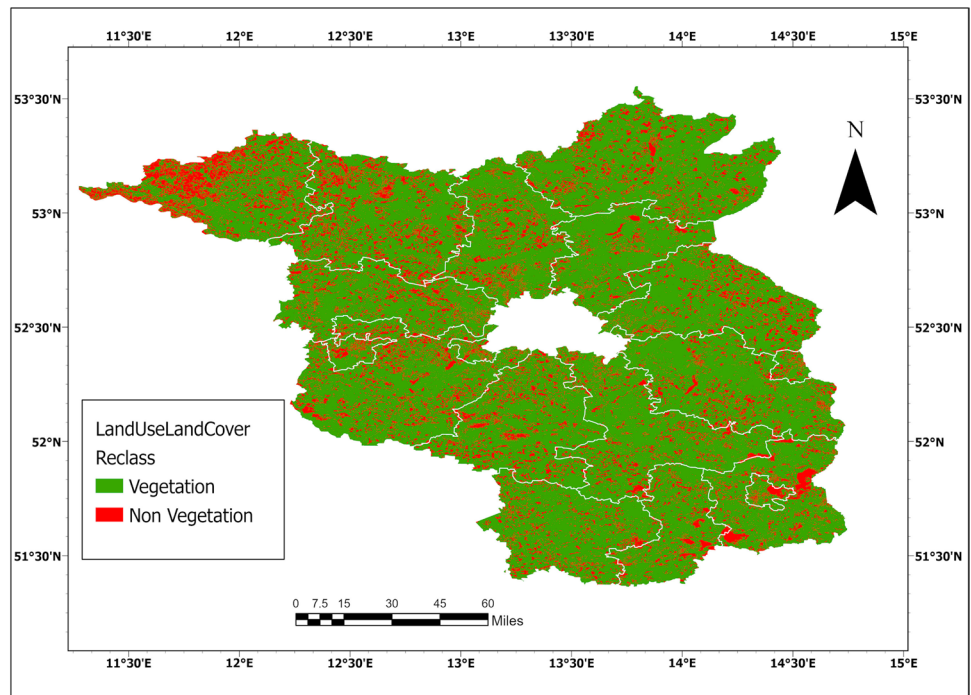 11°30'E 12°E 12°30'E 13°E 13°30'E 14°E 14°30'E 15°E
53°30'N 53°30'N
N
53°N 53°N
52°30'N 52°30'N
LandUseLandCover
Reclass
52°N 52°N
Vegetation
Non Vegetation
51°30'N 51°30'N
0 7.5 15 30 45 60
Miles
11°30'E 12°E 12°30'E 13°E 13°30'E 14°E 14°30'E 15°E